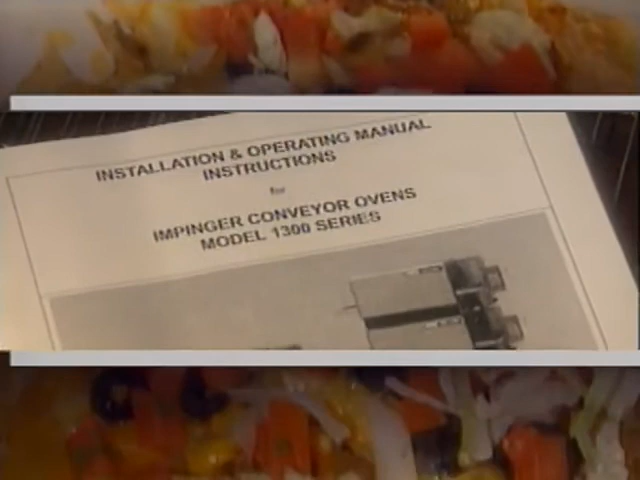 INSTALLATION & OPERATING MANUAL
INSTRUCTIONS
for
IMPINGER CONVEYOR OVENS
MODEL 1300 SERIES